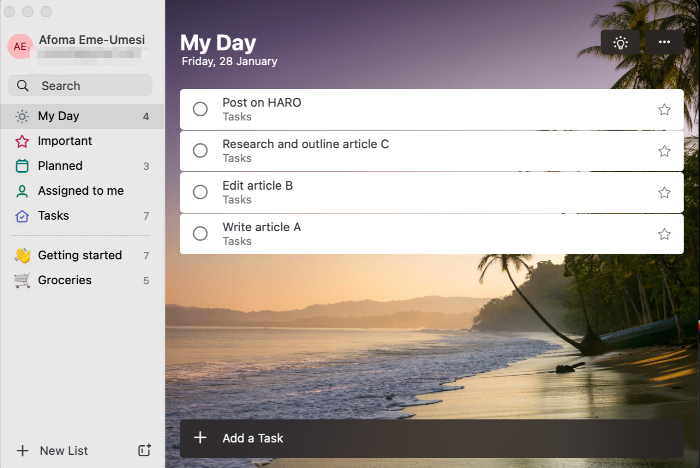 AE
Afoma Eme-Umesi
Search
My Day 4
Important
Planned 3
Assigned to me
Tasks 7
Getting started 7
Groceries 5
New List
My Day
Friday, 28 January
Post on HARO
Tasks
Research and outline article C
Tasks
Edit article B
Tasks
Write article A
Tasks
Add a Task